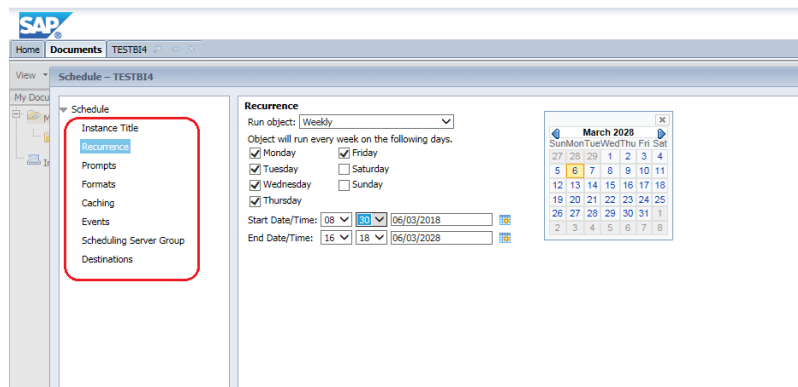 SAP
Home Documents TESTBI4
View Schedule – TESTBI4
My Docu
M
In
Schedule
Instance Title
Recurrence
Prompts
Formats
Caching
Events
Scheduling Server Group
Destinations
Recurrence
Run object: Weekly
Object will run every week on the following days.
Monday Friday
Tuesday Saturday
Wednesday Sunday
Thursday
Start Date/Time: 08 30 06/03/2018
End Date/Time: 16 18 06/03/2028
March 2028
Sun Mon Tue Wed Thu Fri Sat
27 28 29 1 2 3 4
5 6 7 8 9 10 11
12 13 14 15 16 17 18
19 20 21 22 23 24 25
26 27 28 29 30 31 1
2 3 4 5 6 7 8